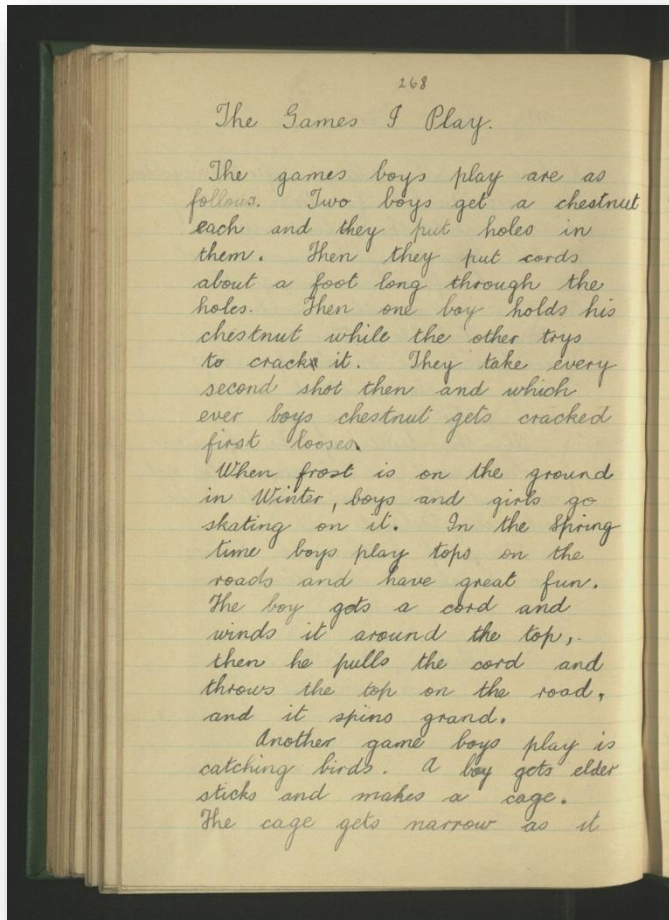 268
The Games I Play.
The games boys play are as
follows. Two boys get a chestnut
each and they put holes in
them. Then they put cords
about a foot long through the
holes. Then one boy holds his
chestnut while the other trys
to crack it. They take every
second shot then and which
ever boys chestnut gets cracked
first looses.
When frost is on the ground
in Winter, boys and girls go
skating on it. In the Spring
time boys play tops on the
roads and have great fun.
The boy gets a cord and
winds it around the top,
then he pulls the cord and
throws the top on the road,
and it spins grand.
Another game boys play is
catching birds. A boy gets elder
sticks and makes a cage.
The cage gets narrow as it